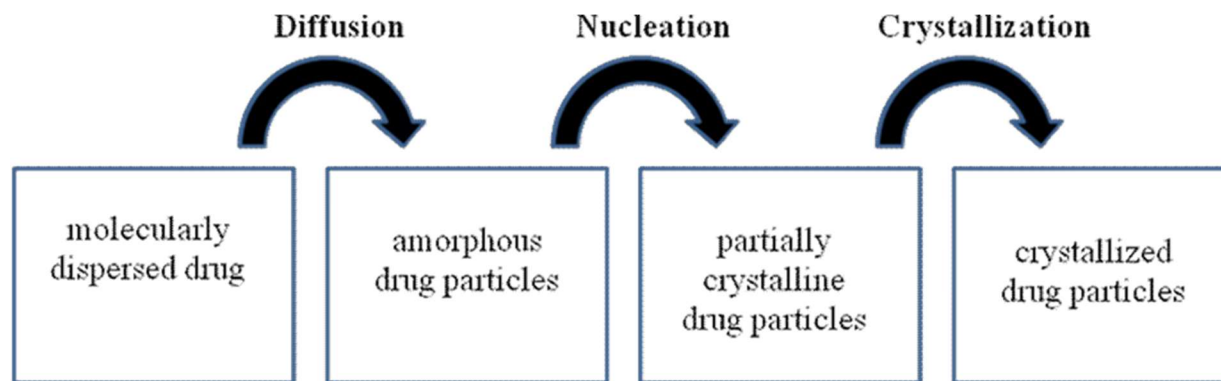 Diffusion
Nucleation
Crystallization
molecularly
dispersed drug
amorphous
drug particles
partially
crystalline
drug particles
crystallized
drug particles